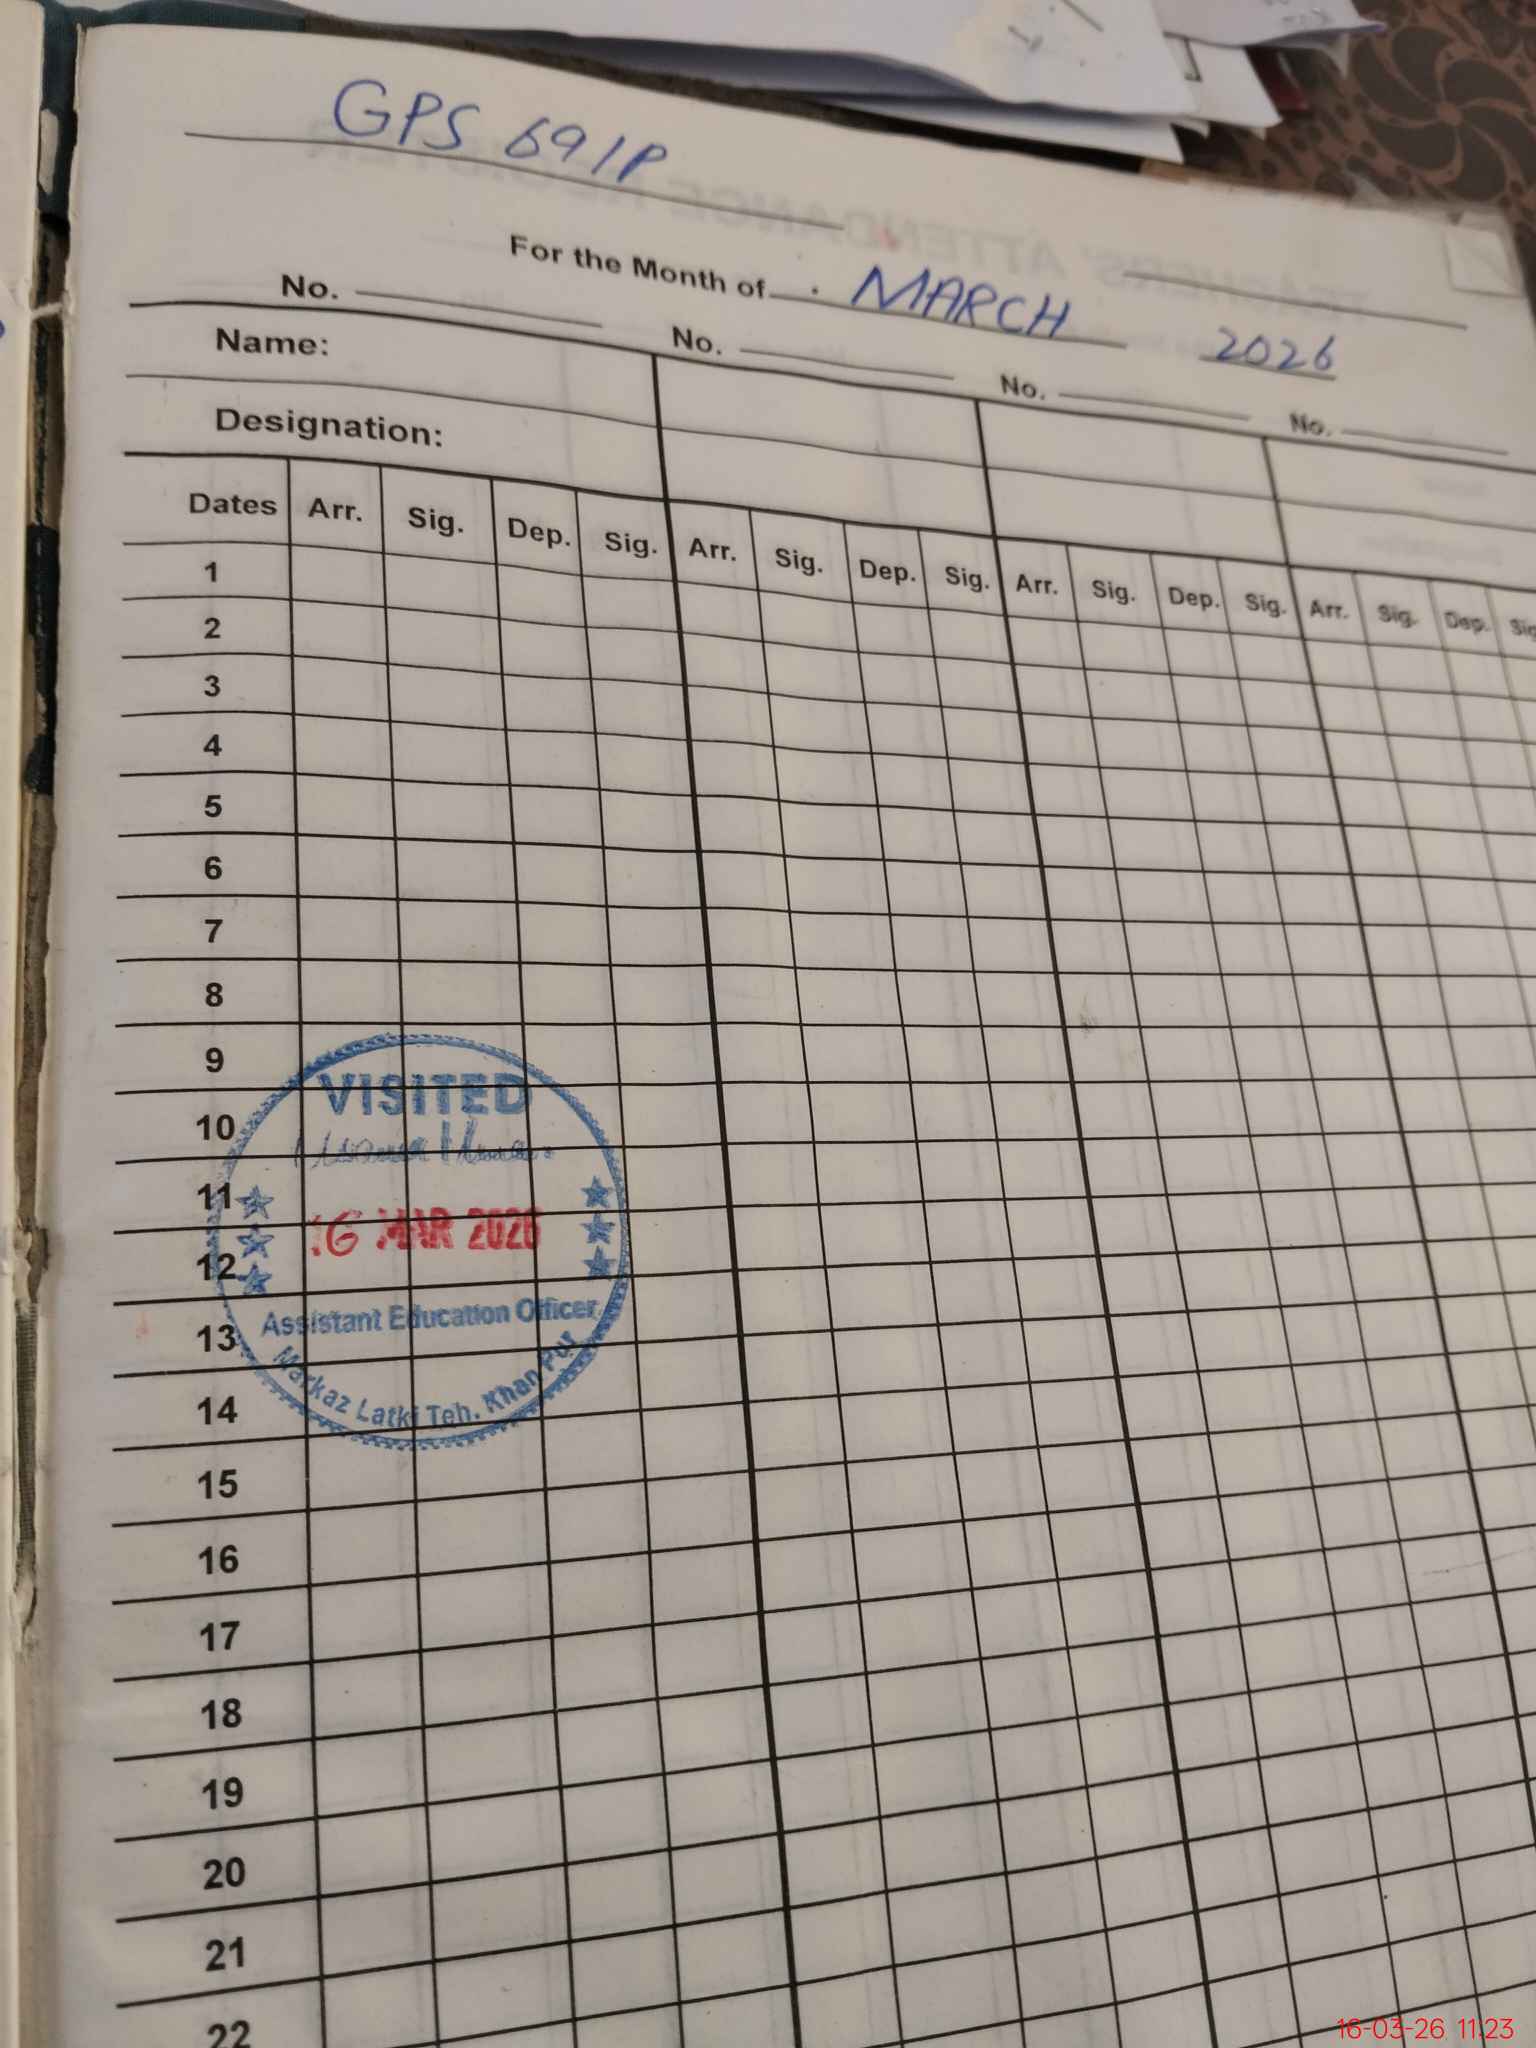 GPS 691P
For the Month of MARCH 2026
No. No. No. No.
Name:
Designation:
Dates Arr. Sig. Dep. Sig. Arr. Sig. Dep. Sig. Arr. Sig. Dep. Sig. Arr. Sig. Dep. Sig
1
2
3
4
5
6
7
8
9
10
11
12
13
14
15
16
17
18
19
20
21
22
VISITED
16 MAR 2026
Assistant Education Officer
Markaz Latki Teh. Khan Pur
16-03-26 11:23